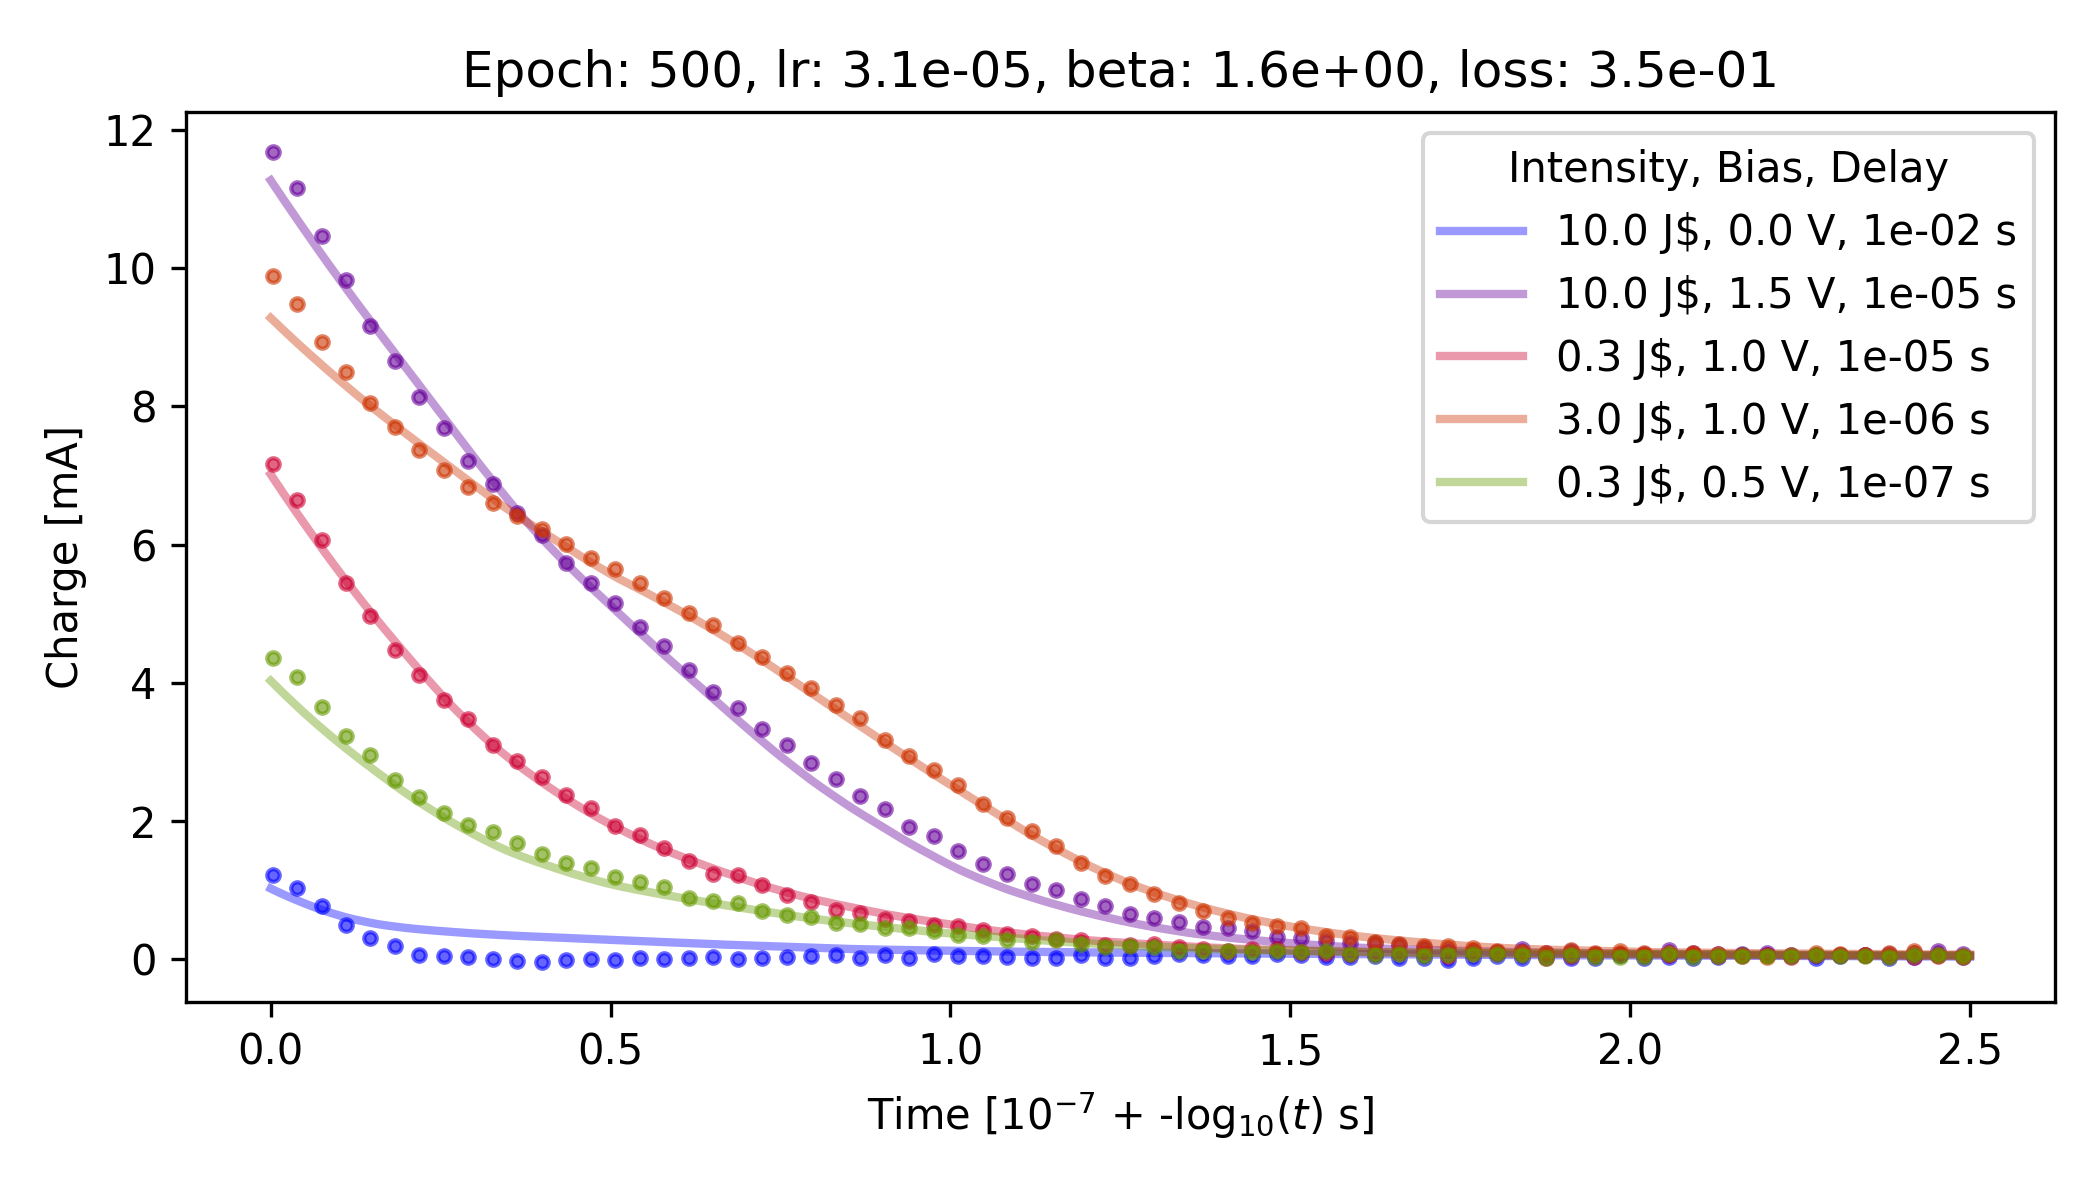 Epoch: 500, lr: 3.1e-05, beta: 1.6e+00, loss: 3.5e-01
12
10
8
6
4
2
0
Charge [mA]
Intensity, Bias, Delay
10.0 J$, 0.0 V, 1e-02 s
10.0 J$, 1.5 V, 1e-05 s
0.3 J$, 1.0 V, 1e-05 s
3.0 J$, 1.0 V, 1e-06 s
0.3 J$, 0.5 V, 1e-07 s
0.0 0.5 1.0 1.5 2.0 2.5
Time [10⁻⁷ + -log₁₀(t) s]